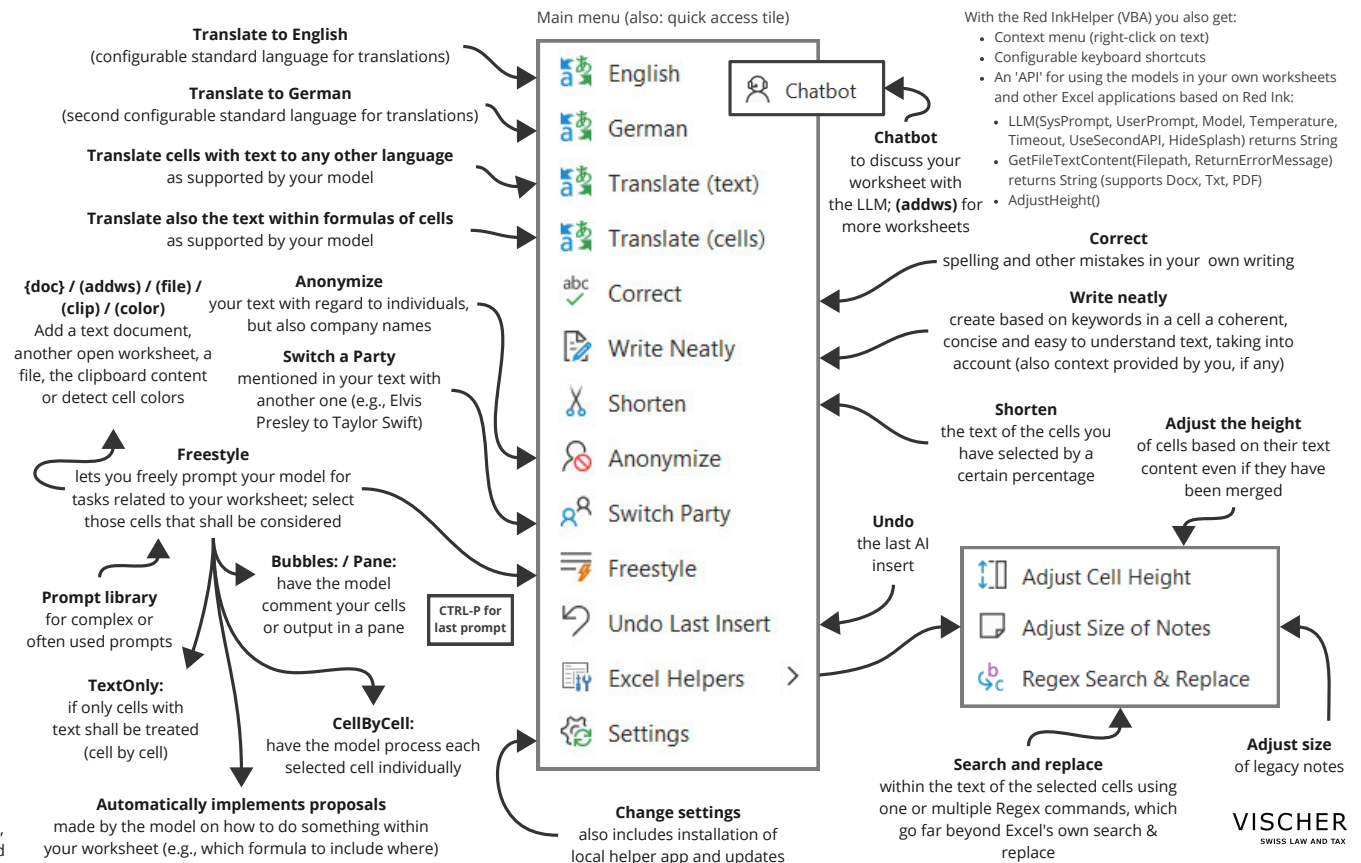 Main menu (also: quick access tile)
Translate to English
(configurable standard language for translations)
Translate to German
(second configurable standard language for translations)
Translate cells with text to any other language
as supported by your model
Translate also the text within formulas of cells
as supported by your model
{doc} / (addws) / (file) /
(clip) / (color)
Add a text document,
another open worksheet, a
file, the clipboard content
or detect cell colors
Anonymize
your text with regard to individuals,
but also company names
Switch a Party
mentioned in your text with
another one (e.g., Elvis
Presley to Taylor Swift)
Freestyle
lets you freely prompt your model for
tasks related to your worksheet; select
those cells that shall be considered
Prompt library
for complex or
often used prompts
Bubbles: / Pane:
have the model
comment your cells
or output in a pane
CTRL-P for
last prompt
TextOnly:
if only cells with
text shall be treated
(cell by cell)
CellByCell:
have the model process each
selected cell individually
Automatically implements proposals
made by the model on how to do something within
your worksheet (e.g., which formula to include where)
English
German
Translate (text)
Translate (cells)
abc
Correct
Write Neatly
Shorten
Anonymize
Switch Party
Freestyle
Undo Last Insert
Excel Helpers
Settings
Chatbot
Chatbot
to discuss your
worksheet with
the LLM; (addws) for
more worksheets
With the Red InkHelper (VBA) you also get:
• Context menu (right-click on text)
• Configurable keyboard shortcuts
• An 'API' for using the models in your own worksheets
and other Excel applications based on Red Ink:
• LLM(SysPrompt, UserPrompt, Model, Temperature,
Timeout, UseSecondAPI, HideSplash) returns String
• GetFileTextContent(Filepath, ReturnErrorMessage)
returns String (supports Docx, Txt, PDF)
• AdjustHeight()
Correct
spelling and other mistakes in your own writing
Write neatly
create based on keywords in a cell a coherent,
concise and easy to understand text, taking into
account (also context provided by you, if any)
Shorten
the text of the cells you
have selected by a
certain percentage
Adjust the height
of cells based on their text
content even if they have
been merged
Undo
the last AI
insert
Adjust Cell Height
Adjust Size of Notes
b
c
Regex Search & Replace
Adjust size
of legacy notes
Search and replace
within the text of the selected cells using
one or multiple Regex commands, which
go far beyond Excel's own search &
replace
Change settings
also includes installation of
local helper app and updates
VISCHER
SWISS LAW AND TAX